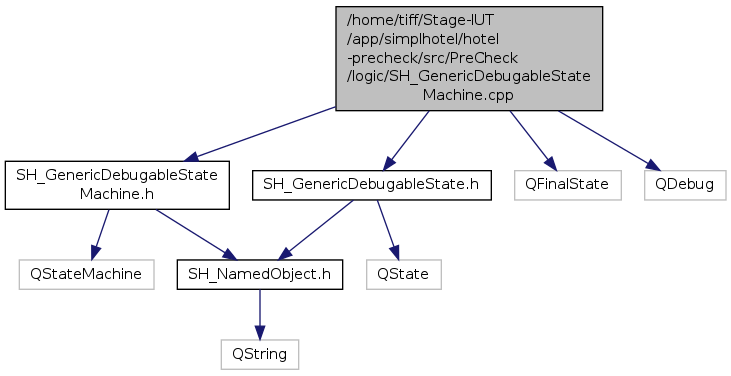 /home/tiff/Stage-IUT
/app/simplhotel/hotel
-precheck/src/PreCheck
/logic/SH_GenericDebugableState
Machine.cpp
SH_GenericDebugableState
Machine.h
SH_GenericDebugableState.h
QFinalState
QDebug
QStateMachine
SH_NamedObject.h
QState
QString